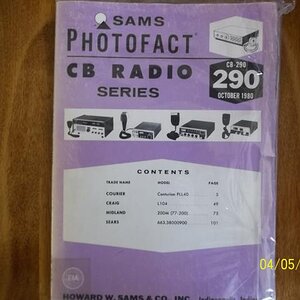 SAMS
PHOTOFACT
CB RADIO
SERIES
CB-290
290
OCTOBER 1980
CONTENTS
TRADE NAME MODEL PAGE
COURIER Centurion PLL40 3
CRAIG L104 49
MIDLAND 200M (77-200) 73
SEARS 663.38000900 101
HOWARD W. SAMS & CO., INC.
04/05/